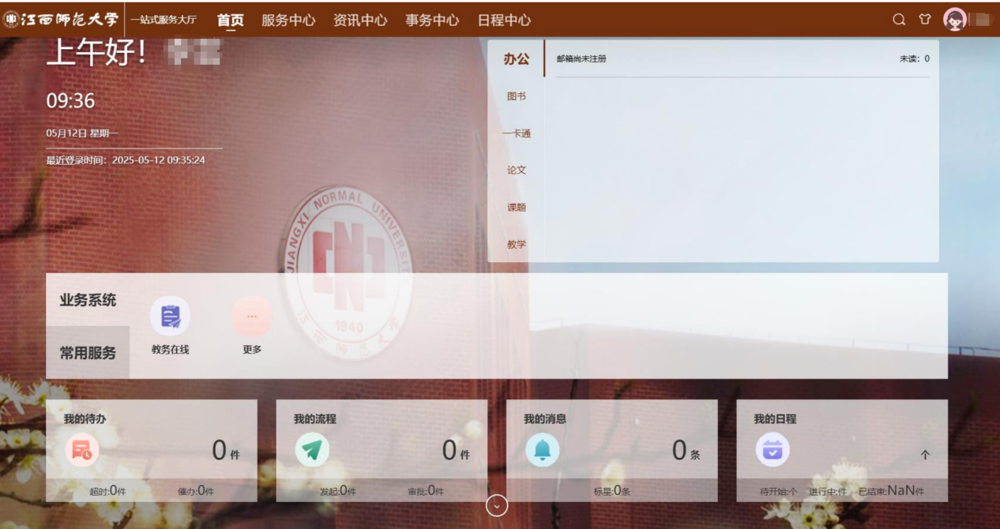 江西师范大学 一站式服务大厅 首页 服务中心 资讯中心 事务中心 日程中心
上午好！
09:36
05月12日 星期一
最近登录时间：2025-05-12 09:35:24
办公 邮箱尚未注册 未读：0
图书
一卡通
论文
课题
教学
JIANGXI NORMAL UNIVERSITY
1940
江西师范大学
业务系统
常用服务
教务在线 更多
我的待办
0 件
超时:0件 催办:0件
我的流程
0 件
发起:0件 审批:0件
我的消息
0 条
标星:0条
我的日程
个
待开始:个 进行中:件 已结束:NaN件